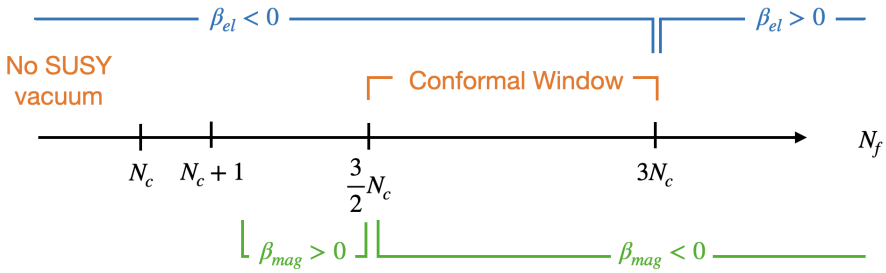 β_el < 0
β_el > 0
No SUSY
vacuum
Conformal Window
N_f
N_c
N_c + 1
3/2 N_c
3N_c
β_mag > 0
β_mag < 0